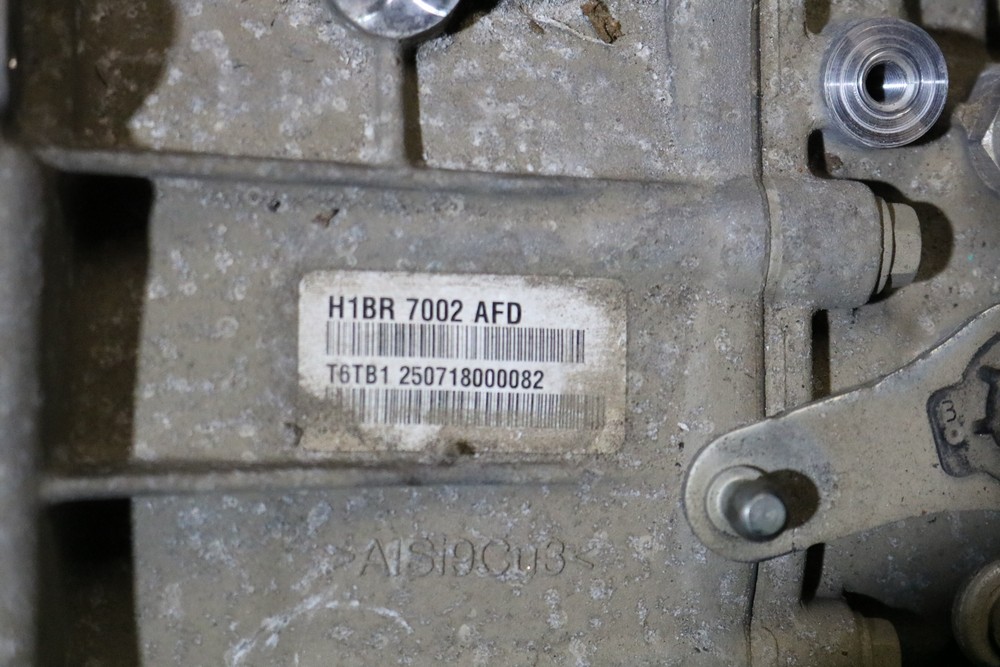 H1BR 7002 AFD
T6TB1 250718000082
>AlSi9Cu3<